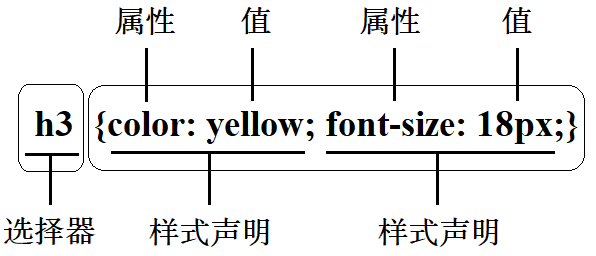 属性 值 属性 值
h3 {color: yellow; font-size: 18px;}
选择器 样式声明 样式声明